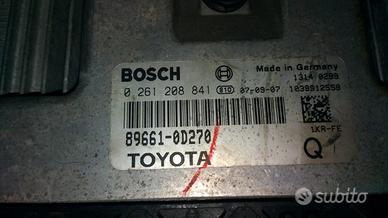 BOSCH Made in Germany
1314 0299
0 261 208 841 610 07-09-07 1039912558
89661-0D270 1KR-FE
TOYOTA Q
subito